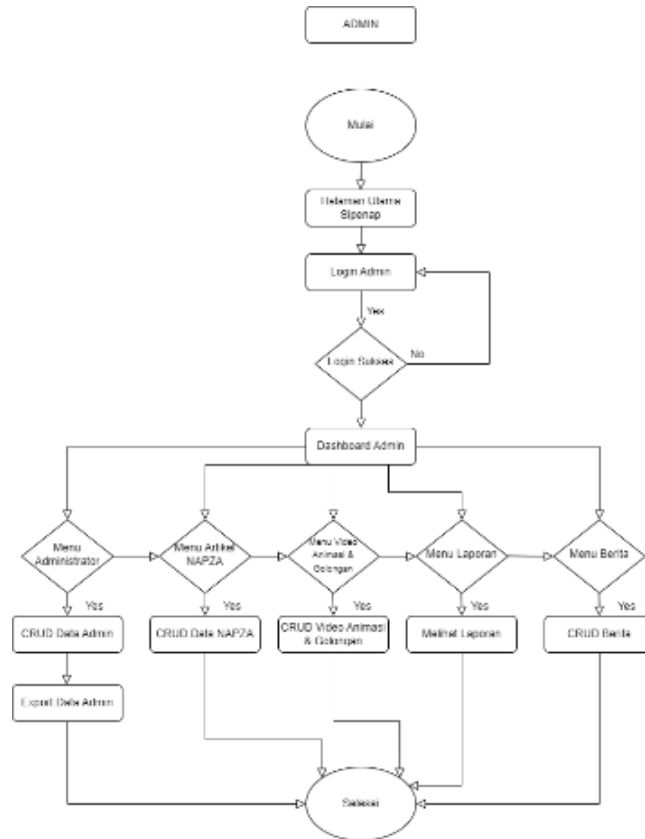 ADMIN
Mulai
Halaman Utama
Sipenap
Login Admin
Yes
Login Sukses
No
Dashboard Admin
Menu
Administrator
Menu Artikel
NAPZA
Menu Video
Animasi &
Golongan
Menu Laporan
Menu Berita
Yes
Yes
Yes
Yes
Yes
CRUD Data Admin
CRUD Data NAPZA
CRUD Video Animasi
& Golongan
Melihat Laporan
CRUD Berita
Export Data Admin
Selesai